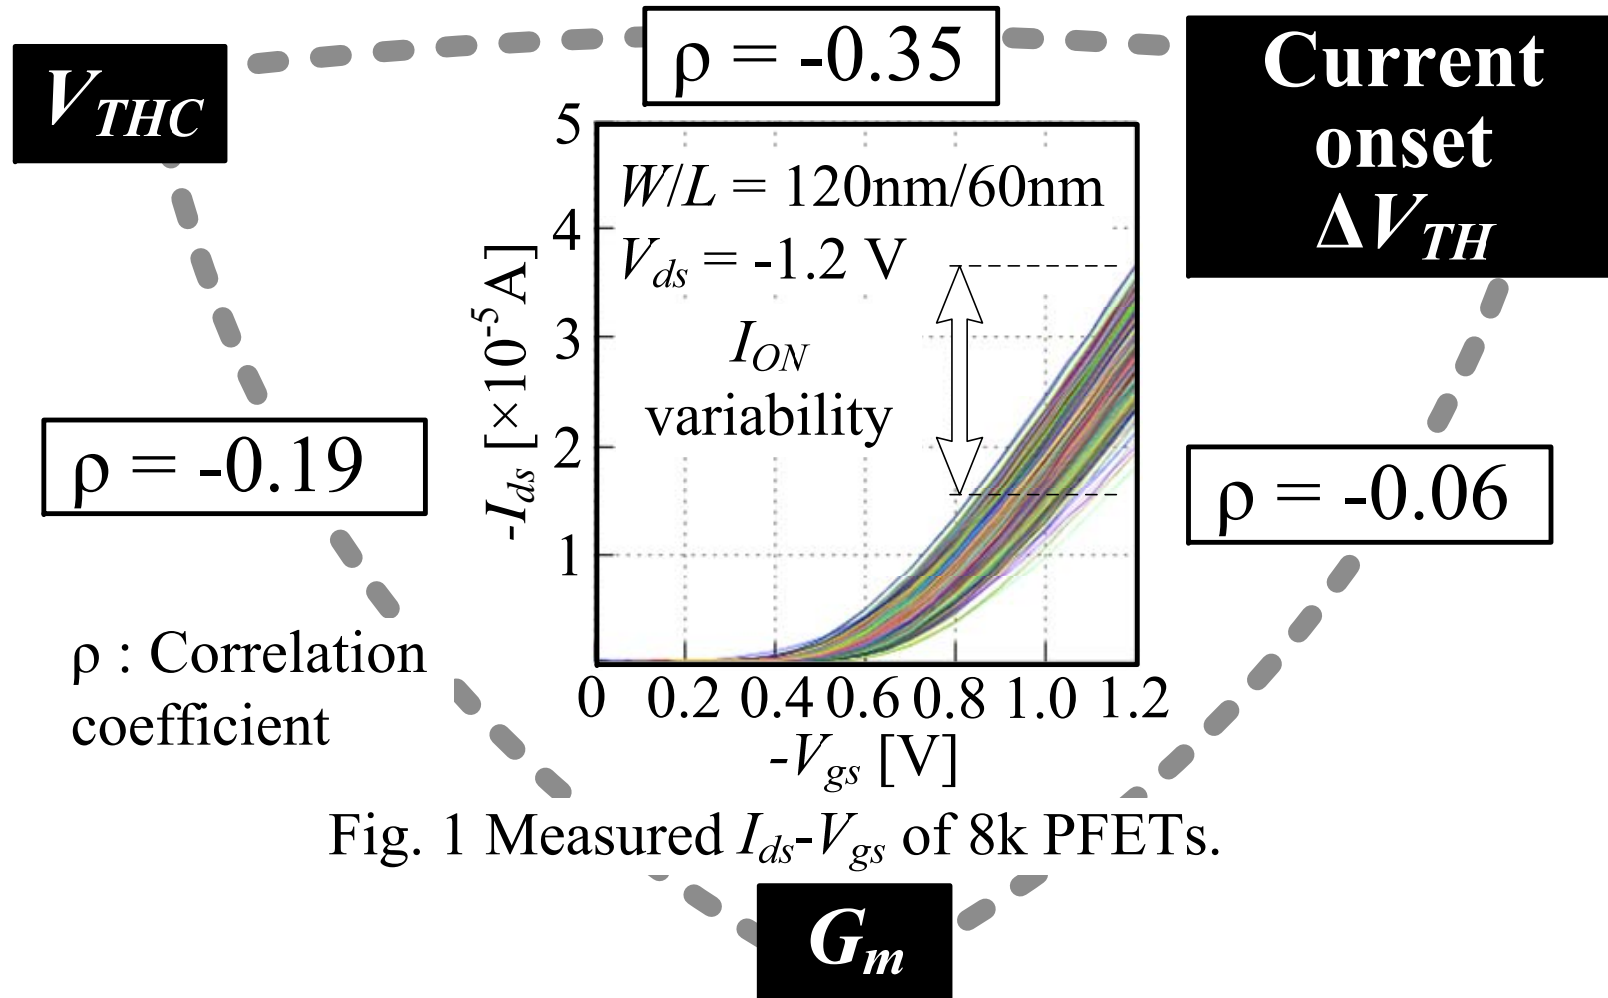 ρ = -0.35
V_THC
Current
onset
ΔV_TH
5
4
3
2
1
-I_ds [×10^-5 A]
W/L = 120nm/60nm
V_ds = -1.2 V
I_ON
variability
ρ = -0.19
ρ = -0.06
ρ : Correlation
coefficient
0 0.2 0.4 0.6 0.8 1.0 1.2
-V_gs [V]
Fig. 1 Measured I_ds-V_gs of 8k PFETs.
G_m